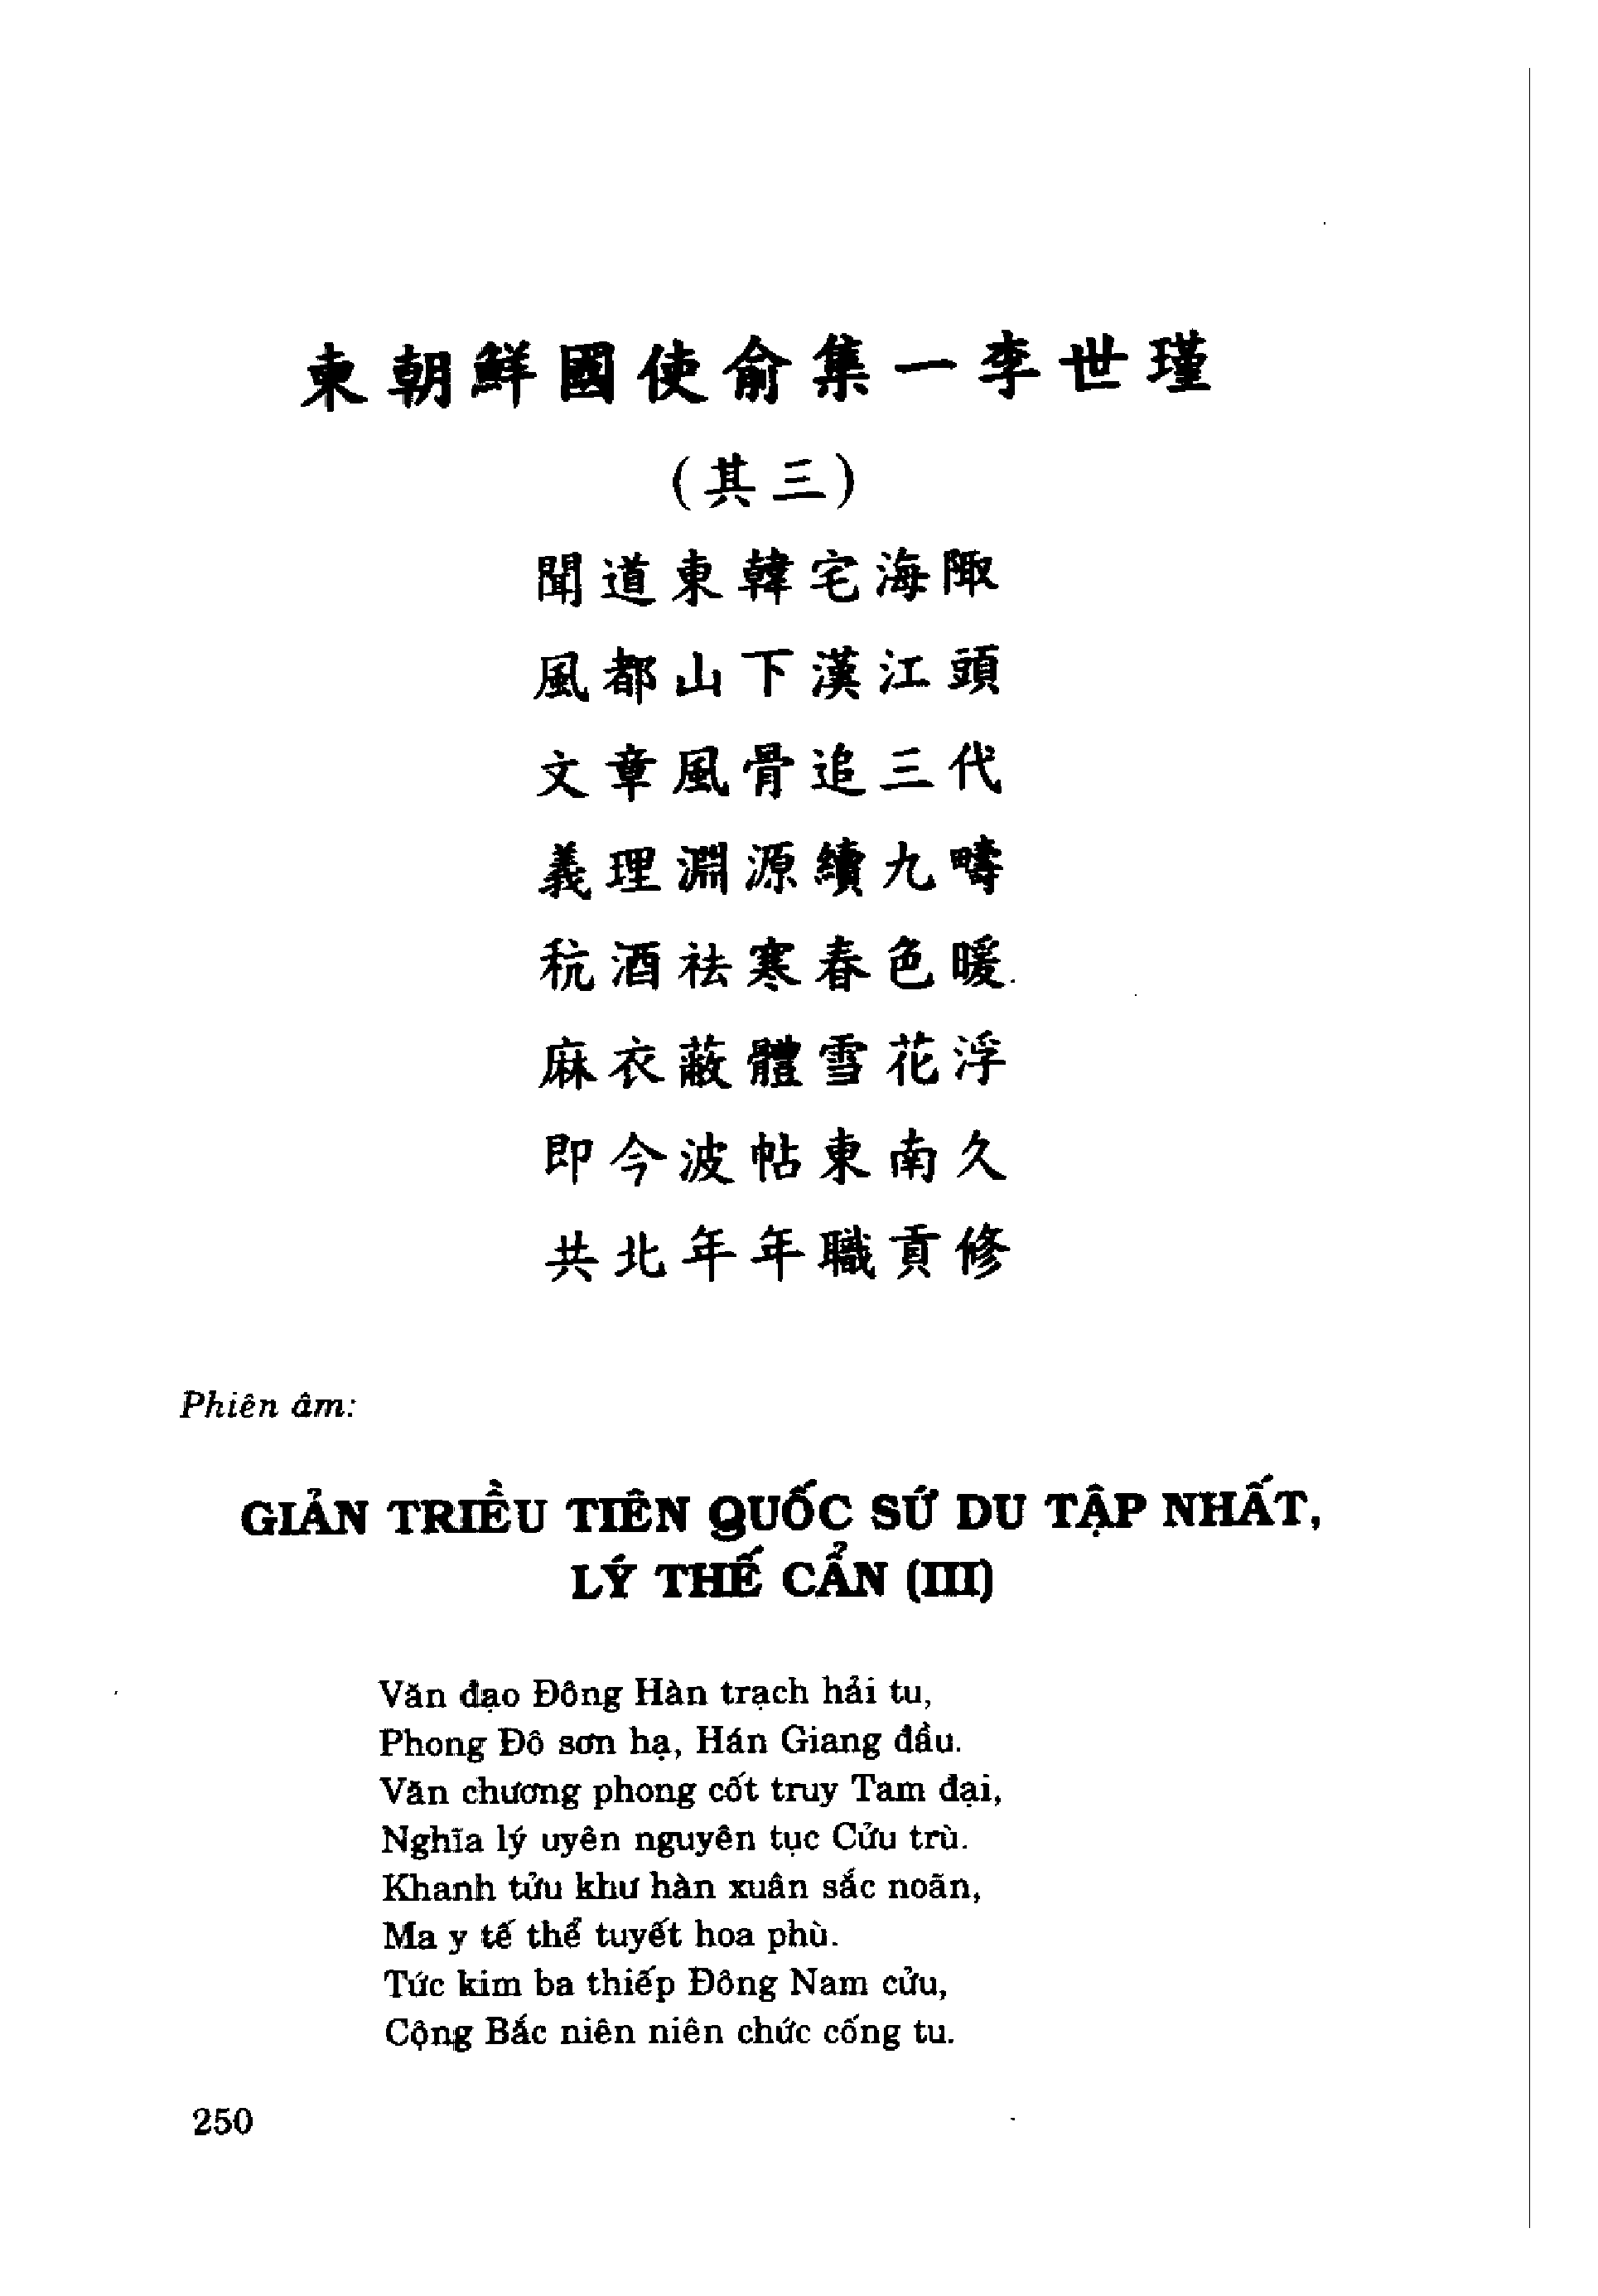 東朝鮮國使俞集一李世瑾
(其三)
聞道東韓宅海陬
風都山下漢江頭
文章風骨追三代
義理淵源續九疇
秔酒祛寒春色暖
麻衣蔽體雪花浮
即今波帖東南久
共北年年職貢修
Phiên âm:
GIẢN TRIỀU TIÊN QUỐC SỨ DU TẬP NHẤT,
LÝ THẾ CẨN (III)
Văn đạo Đông Hàn trạch hải tu,
Phong Đô sơn hạ, Hán Giang đầu.
Văn chương phong cốt truy Tam đại,
Nghĩa lý uyên nguyên tục Cửu trù.
Khanh tửu khư hàn xuân sắc noãn,
Ma y tế thể tuyết hoa phù.
Tức kim ba thiếp Đông Nam cửu,
Cộng Bắc niên niên chức cống tu.
250